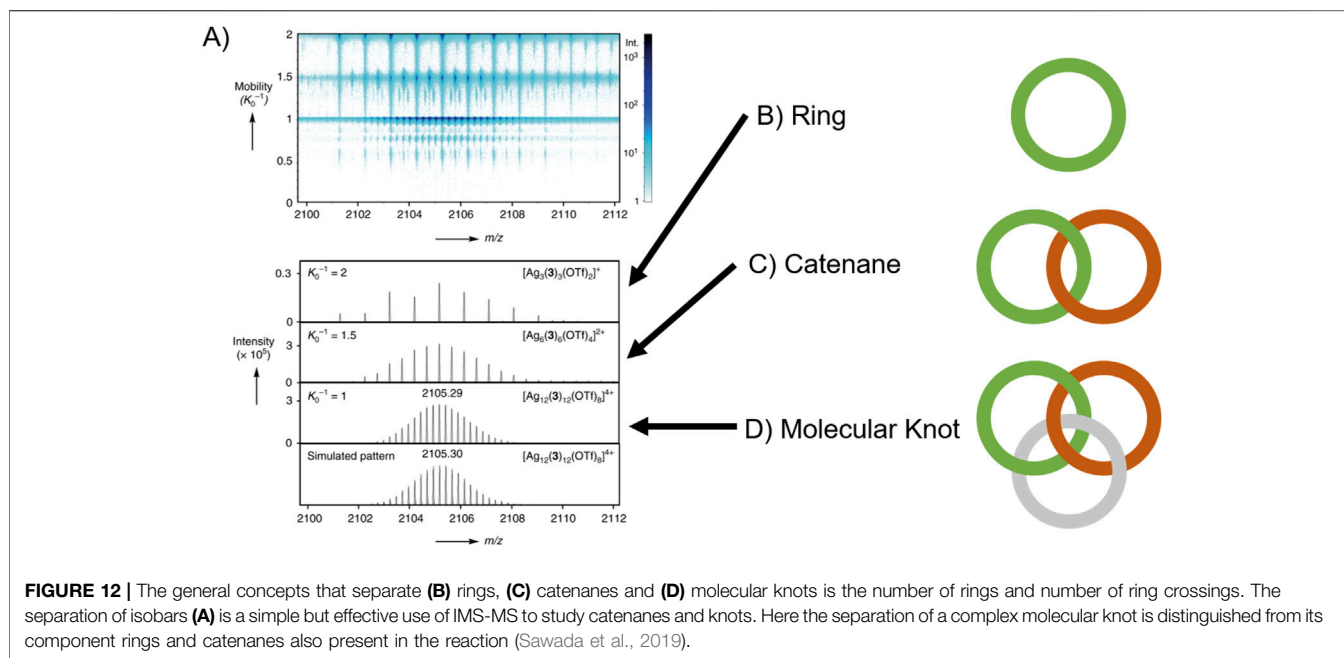 A)
2
Int.
10³
Mobility
(K₀⁻¹)
1.5
10²
1
10¹
0.5
0
1
2100 2102 2104 2106 2108 2110 2112
m/z
B) Ring
0.3
K₀⁻¹ = 2 [Ag₃(3)₃(OTf)₂]⁺
0
C) Catenane
Intensity
(× 10⁵)
K₀⁻¹ = 1.5 [Ag₆(3)₆(OTf)₄]²⁺
3
0
K₀⁻¹ = 1 2105.29 [Ag₁₂(3)₁₂(OTf)₈]⁴⁺
3
0
D) Molecular Knot
Simulated pattern 2105.30 [Ag₁₂(3)₁₂(OTf)₈]⁴⁺
2100 2102 2104 2106 2108 2110 2112
m/z
FIGURE 12 | The general concepts that separate (B) rings, (C) catenanes and (D) molecular knots is the number of rings and number of ring crossings. The
separation of isobars (A) is a simple but effective use of IMS-MS to study catenanes and knots. Here the separation of a complex molecular knot is distinguished from its
component rings and catenanes also present in the reaction (Sawada et al., 2019).